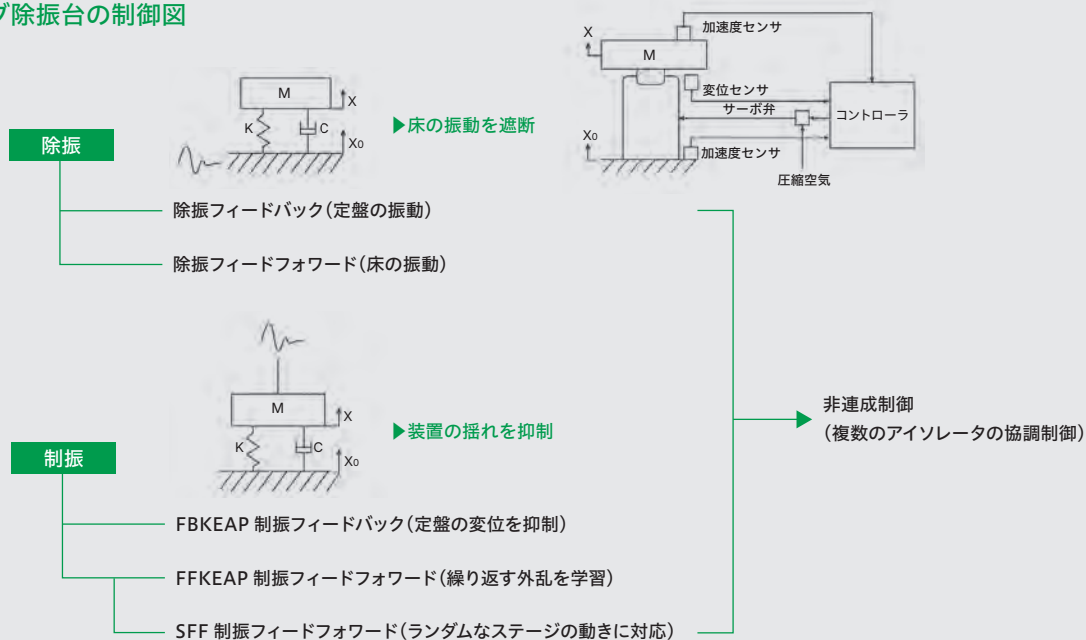 ブ除振台の制御図
除振
M
X
K
C
X0
▶床の振動を遮断
加速度センサ
X
M
変位センサ
サーボ弁
コントローラ
X0
加速度センサ
圧縮空気
除振フィードバック（定盤の振動）
除振フィードフォワード（床の振動）
制振
M
X
K
C
X0
▶装置の揺れを抑制
FBKEAP 制振フィードバック（定盤の変位を抑制）
FFKEAP 制振フィードフォワード（繰り返す外乱を学習）
SFF 制振フィードフォワード（ランダムなステージの動きに対応）
非連成制御
（複数のアイソレータの協調制御）